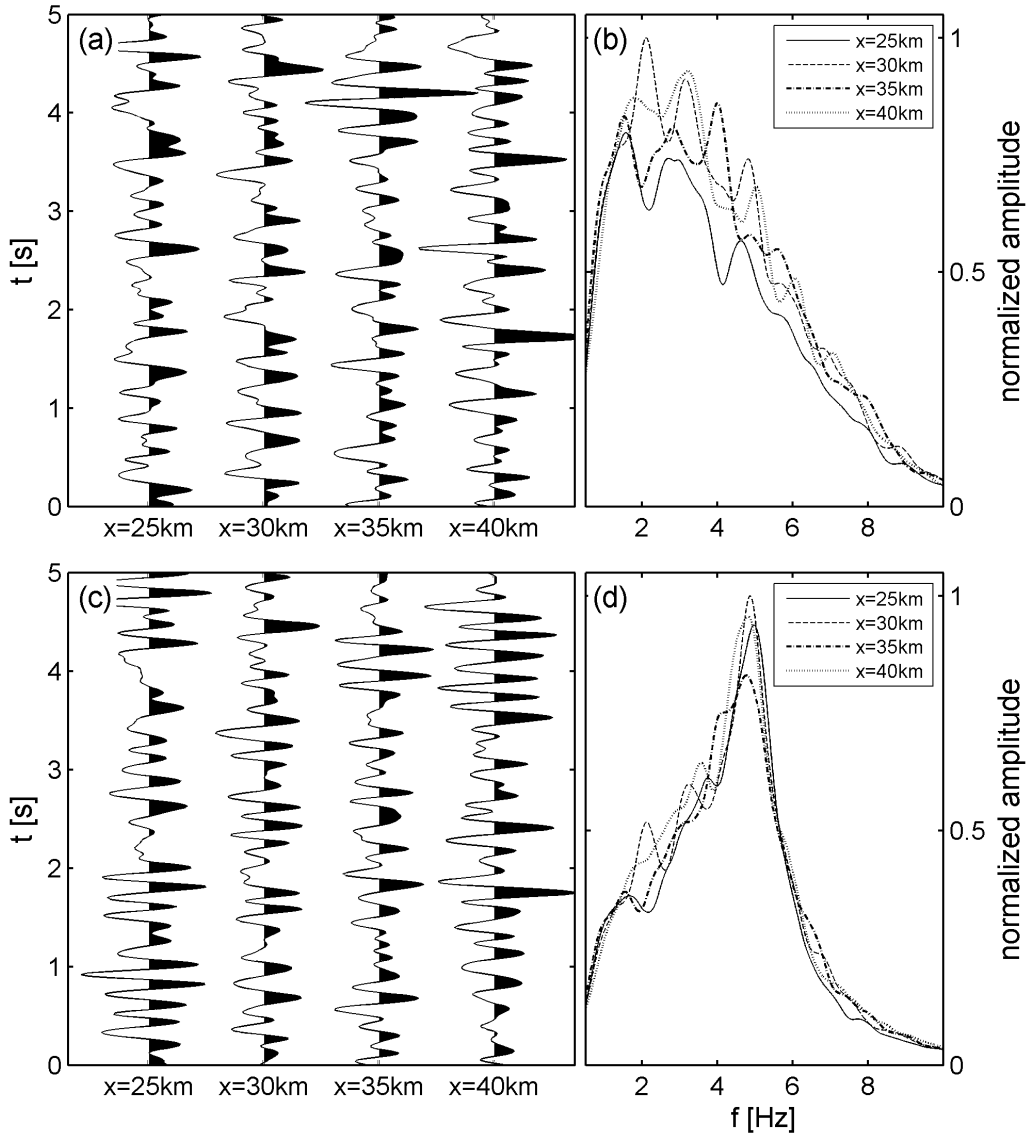 (a)
5
4
3
2
1
0
t [s]
x=25km x=30km x=35km x=40km
(b)
x=25km
x=30km
x=35km
x=40km
1
0.5
0
normalized amplitude
2 4 6 8
(c)
5
4
3
2
1
0
t [s]
x=25km x=30km x=35km x=40km
(d)
x=25km
x=30km
x=35km
x=40km
1
0.5
0
normalized amplitude
2 4 6 8
f [Hz]